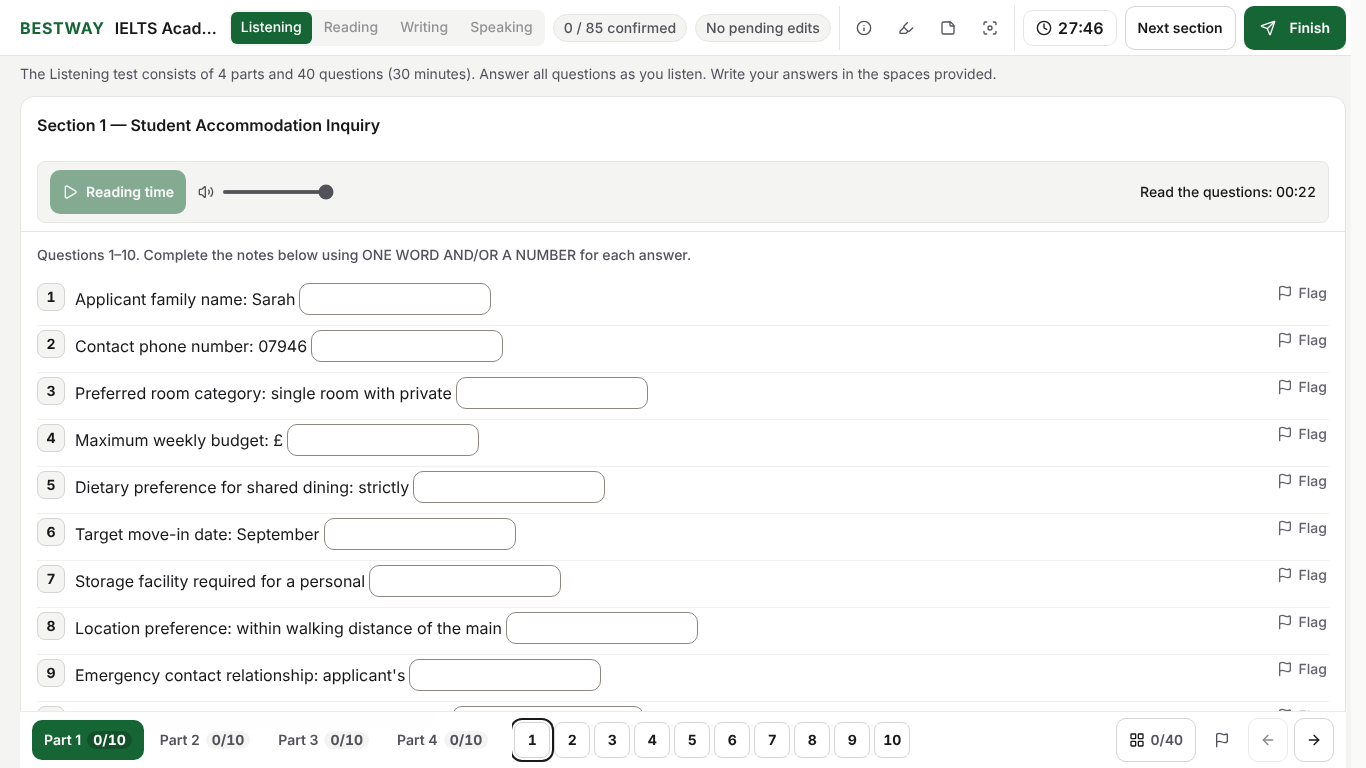 BESTWAY IELTS Acad... Listening Reading Writing Speaking 0 / 85 confirmed No pending edits 27:46 Next section Finish
The Listening test consists of 4 parts and 40 questions (30 minutes). Answer all questions as you listen. Write your answers in the spaces provided.
Section 1 — Student Accommodation Inquiry
Reading time Read the questions: 00:22
Questions 1–10. Complete the notes below using ONE WORD AND/OR A NUMBER for each answer.
1 Applicant family name: Sarah Flag
2 Contact phone number: 07946 Flag
3 Preferred room category: single room with private Flag
4 Maximum weekly budget: £ Flag
5 Dietary preference for shared dining: strictly Flag
6 Target move-in date: September Flag
7 Storage facility required for a personal Flag
8 Location preference: within walking distance of the main Flag
9 Emergency contact relationship: applicant's Flag
Part 1 0/10 Part 2 0/10 Part 3 0/10 Part 4 0/10 1 2 3 4 5 6 7 8 9 10 0/40